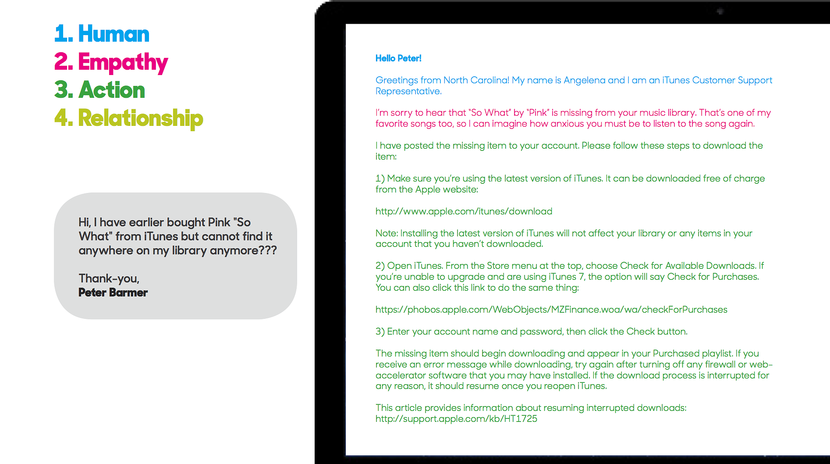 1. Human
2. Empathy
3. Action
4. Relationship
Hi, I have earlier bought Pink "So
What" from iTunes but cannot find it
anywhere on my library anymore???
Thank-you,
Peter Barmer
Hello Peter!
Greetings from North Carolina! My name is Angelena and I am an iTunes Customer Support
Representative.
I'm sorry to hear that "So What" by "Pink" is missing from your music library. That's one of my
favorite songs too, so I can imagine how anxious you must be to listen to the song again.
I have posted the missing item to your account. Please follow these steps to download the
item:
1) Make sure you're using the latest version of iTunes. It can be downloaded free of charge
from the Apple website:
http://www.apple.com/itunes/download
Note: Installing the latest version of iTunes will not affect your library or any items in your
account that you haven't downloaded.
2) Open iTunes. From the Store menu at the top, choose Check for Available Downloads. If
you're unable to upgrade and are using iTunes 7, the option will say Check for Purchases.
You can also click this link to do the same thing:
https://phobos.apple.com/WebObjects/MZFinance.woa/wa/checkForPurchases
3) Enter your account name and password, then click the Check button.
The missing item should begin downloading and appear in your Purchased playlist. If you
receive an error message while downloading, try again after turning off any firewall or web-
accelerator software that you may have installed. If the download process is interrupted for
any reason, it should resume once you reopen iTunes.
This article provides information about resuming interrupted downloads:
http://support.apple.com/kb/HT1725